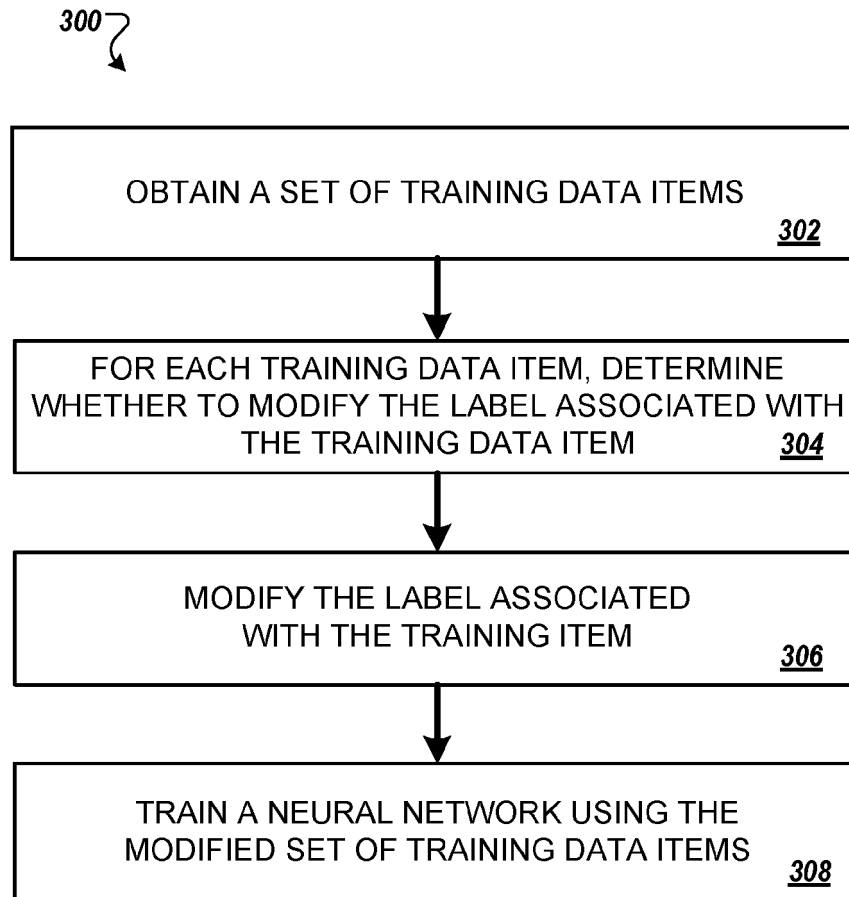 300
OBTAIN A SET OF TRAINING DATA ITEMS
302
FOR EACH TRAINING DATA ITEM, DETERMINE
WHETHER TO MODIFY THE LABEL ASSOCIATED WITH
THE TRAINING DATA ITEM
304
MODIFY THE LABEL ASSOCIATED
WITH THE TRAINING ITEM
306
TRAIN A NEURAL NETWORK USING THE
MODIFIED SET OF TRAINING DATA ITEMS
308